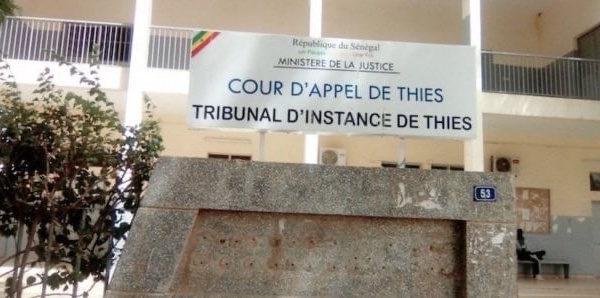 République du Sénégal
MINISTERE DE LA JUSTICE
COUR D'APPEL DE THIES
TRIBUNAL D'INSTANCE DE THIES
53